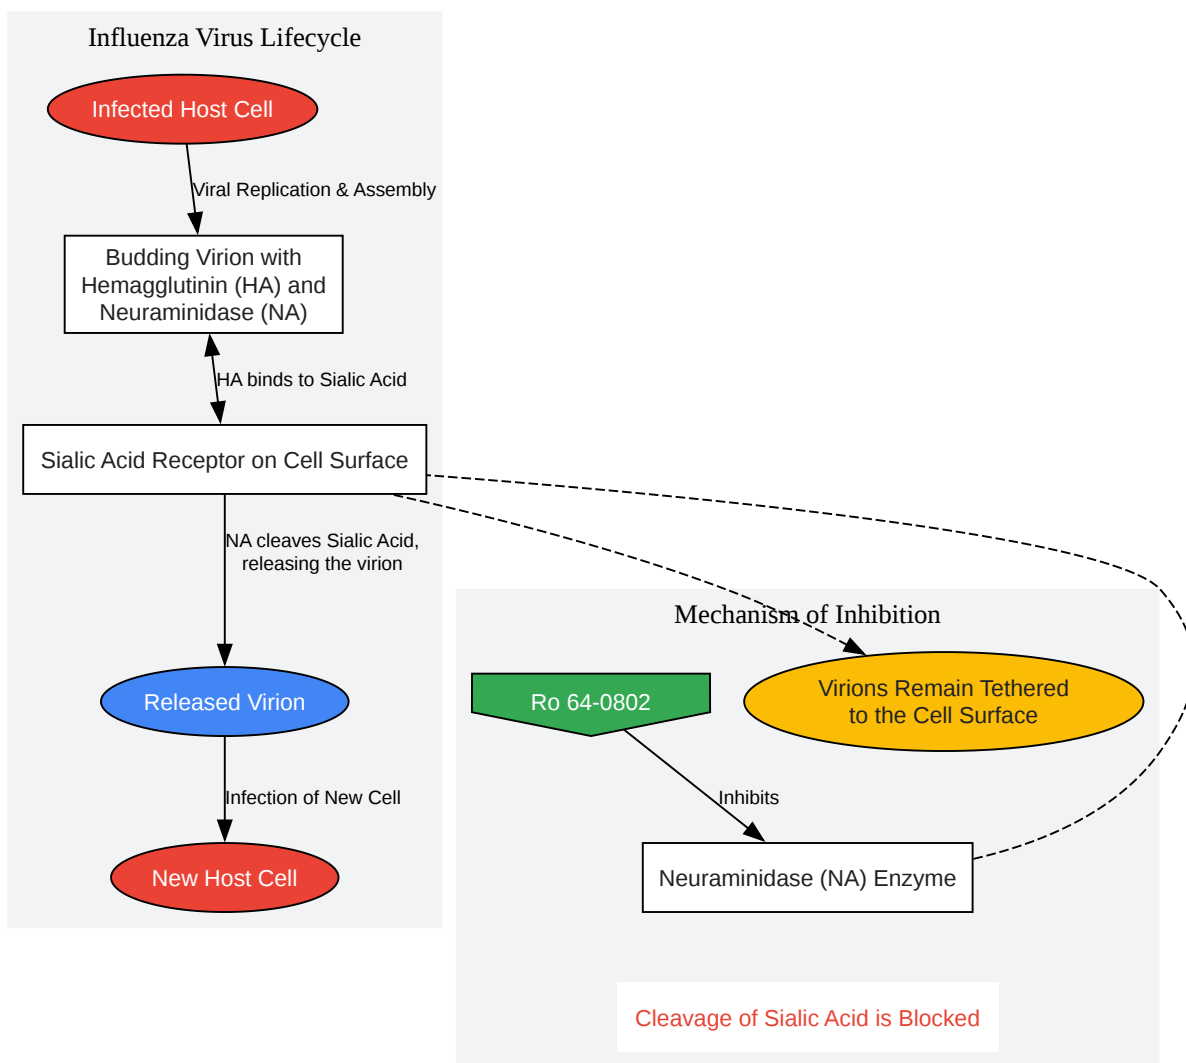 Influenza Virus Lifecycle
Infected Host Cell
Viral Replication & Assembly
Budding Virion with
Hemagglutinin (HA) and
Neuraminidase (NA)
HA binds to Sialic Acid
Sialic Acid Receptor on Cell Surface
NA cleaves Sialic Acid,
releasing the virion
Released Virion
Infection of New Cell
New Host Cell
Mechanism of Inhibition
Ro 64-0802
Virions Remain Tethered
to the Cell Surface
Inhibits
Neuraminidase (NA) Enzyme
Cleavage of Sialic Acid is Blocked